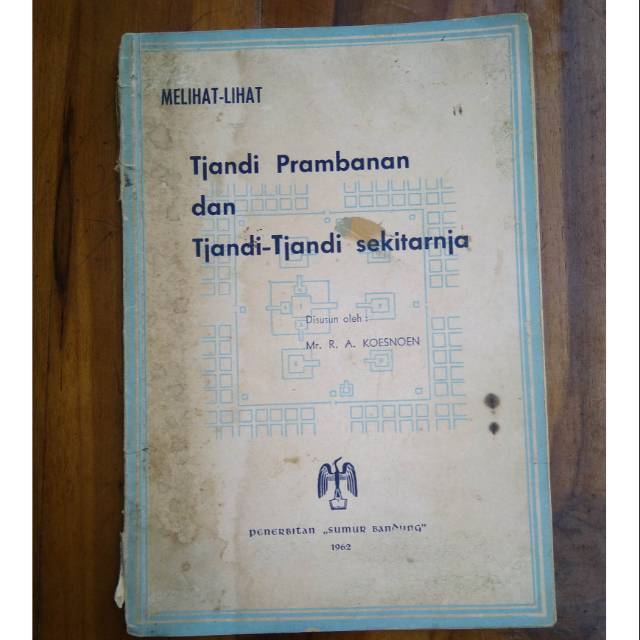 MELIHAT-LIHAT
Tjandi Prambanan
dan
Tjandi-Tjandi sekitarnja
Disusun oleh :
Mr. R. A. KOESNOEN
PENERBITAN „SUMUR BANDUNG"
1962